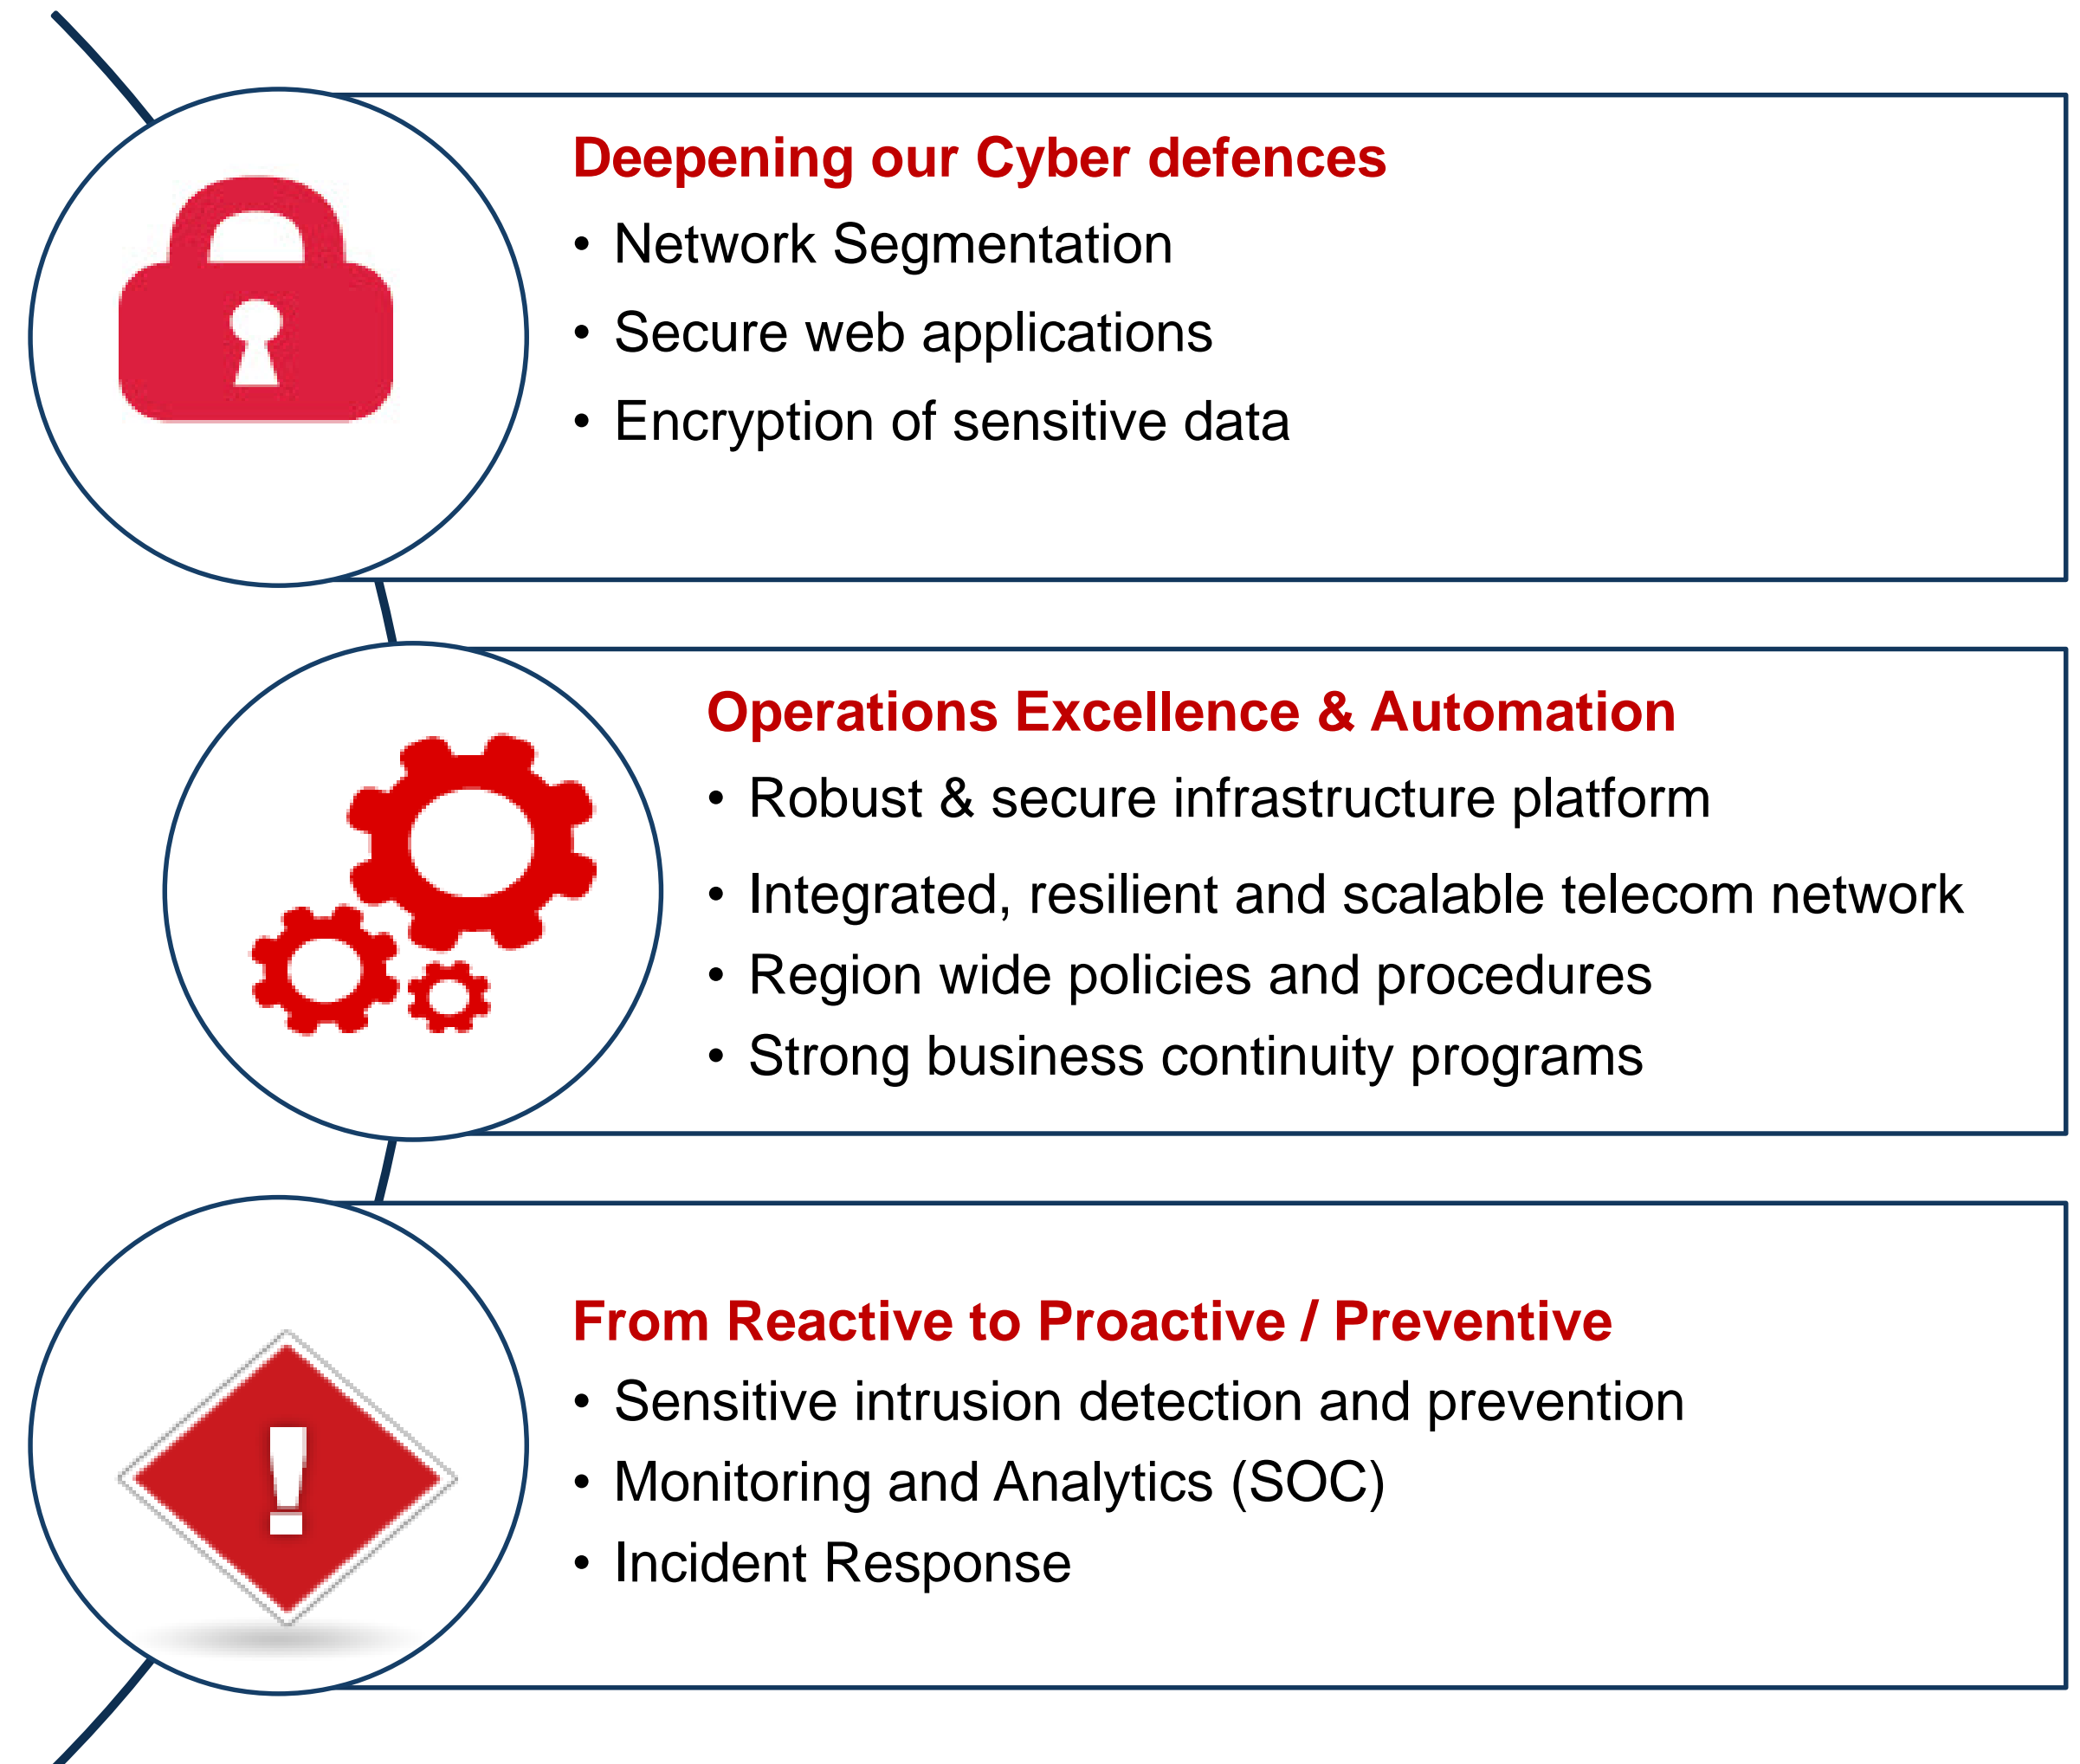 Deepening our Cyber defences
• Network Segmentation
• Secure web applications
• Encryption of sensitive data
Operations Excellence & Automation
• Robust & secure infrastructure platform
• Integrated, resilient and scalable telecom network
• Region wide policies and procedures
• Strong business continuity programs
!
From Reactive to Proactive / Preventive
• Sensitive intrusion detection and prevention
• Monitoring and Analytics (SOC)
• Incident Response